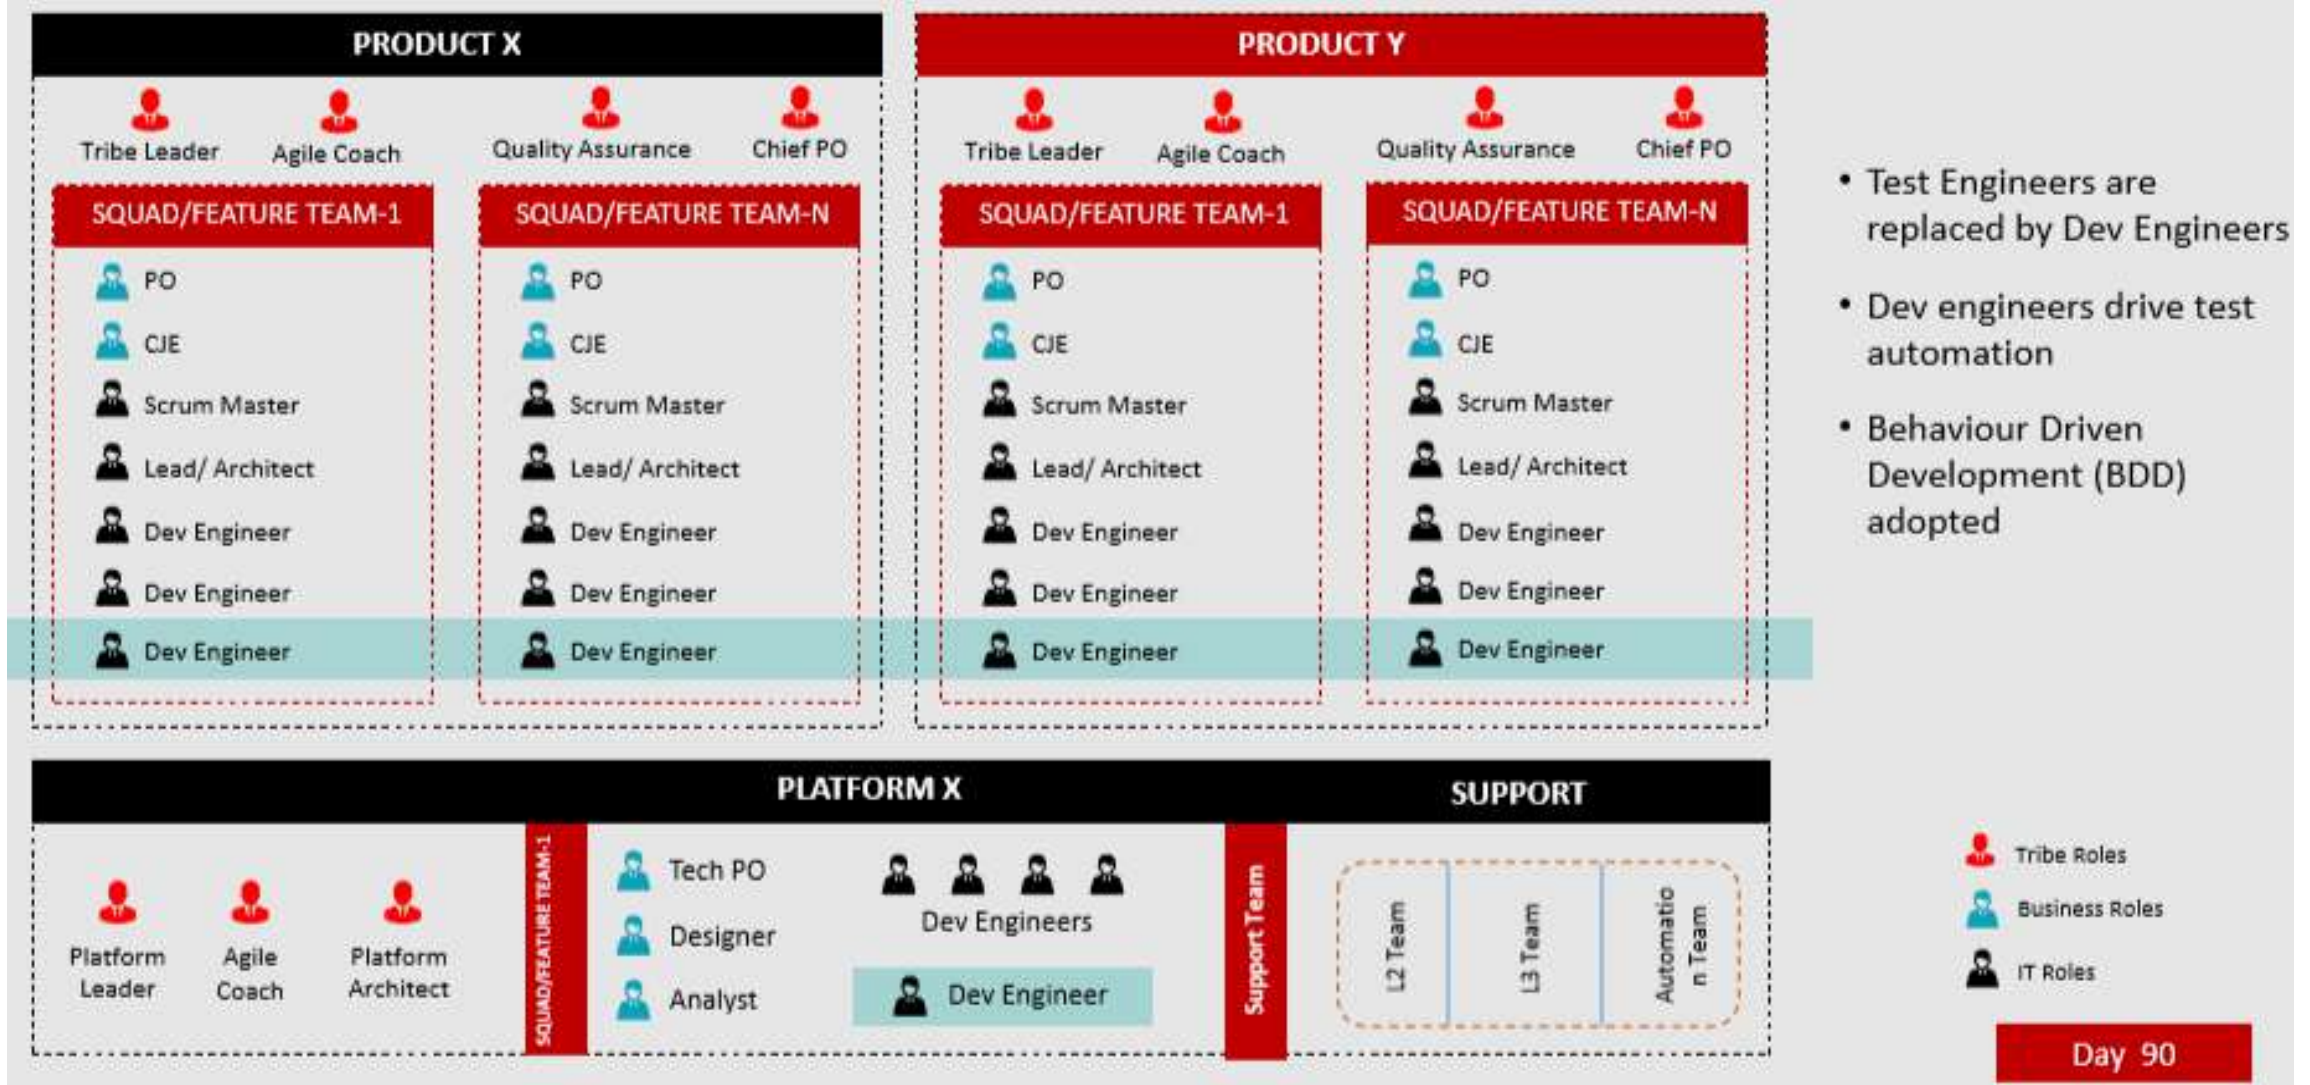 PRODUCT X
Tribe Leader
Agile Coach
Quality Assurance
Chief PO
SQUAD/FEATURE TEAM-1
PO
CJE
Scrum Master
Lead/ Architect
Dev Engineer
Dev Engineer
Dev Engineer
SQUAD/FEATURE TEAM-N
PO
CJE
Scrum Master
Lead/ Architect
Dev Engineer
Dev Engineer
Dev Engineer
PRODUCT Y
Tribe Leader
Agile Coach
Quality Assurance
Chief PO
SQUAD/FEATURE TEAM-1
PO
CJE
Scrum Master
Lead/ Architect
Dev Engineer
Dev Engineer
Dev Engineer
SQUAD/FEATURE TEAM-N
PO
CJE
Scrum Master
Lead/ Architect
Dev Engineer
Dev Engineer
Dev Engineer
• Test Engineers are
replaced by Dev Engineers
• Dev engineers drive test
automation
• Behaviour Driven
Development (BDD)
adopted
PLATFORM X
Platform
Leader
Agile
Coach
Platform
Architect
SQUAD/FEATURE TEAM-1
Tech PO
Designer
Analyst
Dev Engineers
Dev Engineer
SUPPORT
Support Team
L2 Team
L3 Team
Automatio
n Team
Tribe Roles
Business Roles
IT Roles
Day 90